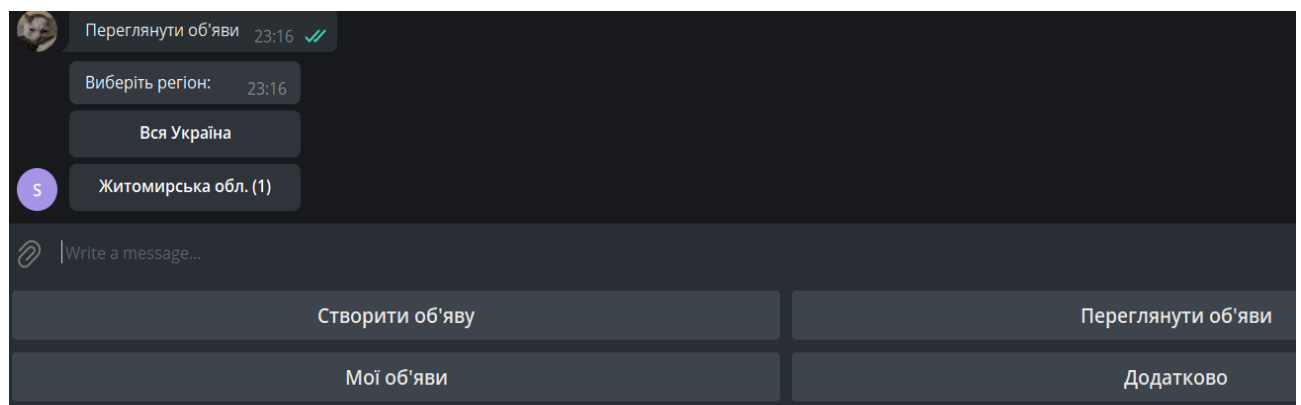 Переглянути об'яви 23:16
Виберіть регіон: 23:16
Вся Україна
S
Житомирська обл. (1)
Write a message...
Створити об'яву
Переглянути об'яви
Мої об'яви
Додатково